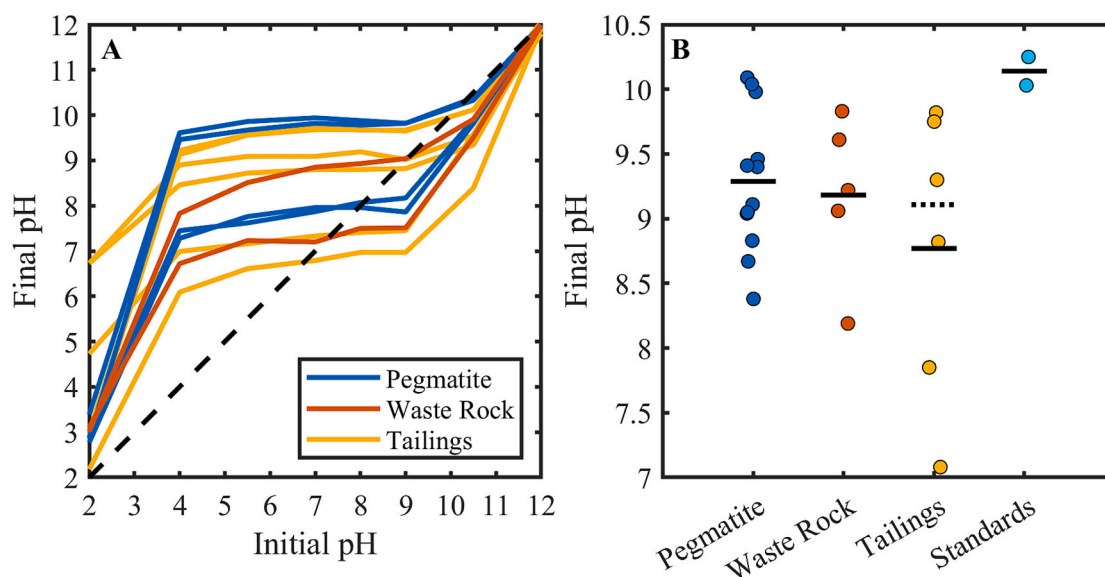 A
Final pH
12
11
10
9
8
7
6
5
4
3
2
2 3 4 5 6 7 8 9 10 11 12
Initial pH
Pegmatite
Waste Rock
Tailings
B
Final pH
10.5
10
9.5
9
8.5
8
7.5
7
Pegmatite
Waste Rock
Tailings
Standards